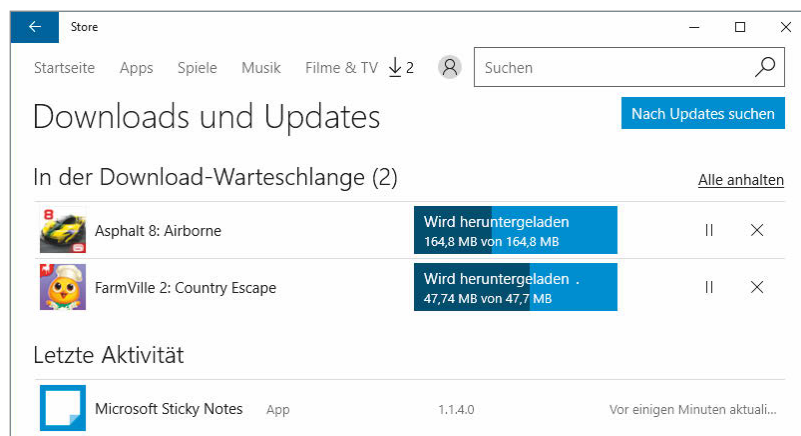 Store
Startseite Apps Spiele Musik Filme & TV 2 Suchen
Downloads und Updates
Nach Updates suchen
In der Download-Warteschlange (2)
Alle anhalten
8
Asphalt 8: Airborne
Wird heruntergeladen
164,8 MB von 164,8 MB
FarmVille 2: Country Escape
Wird heruntergeladen .
47,74 MB von 47,7 MB
Letzte Aktivität
Microsoft Sticky Notes App 1.1.4.0 Vor einigen Minuten aktuali...